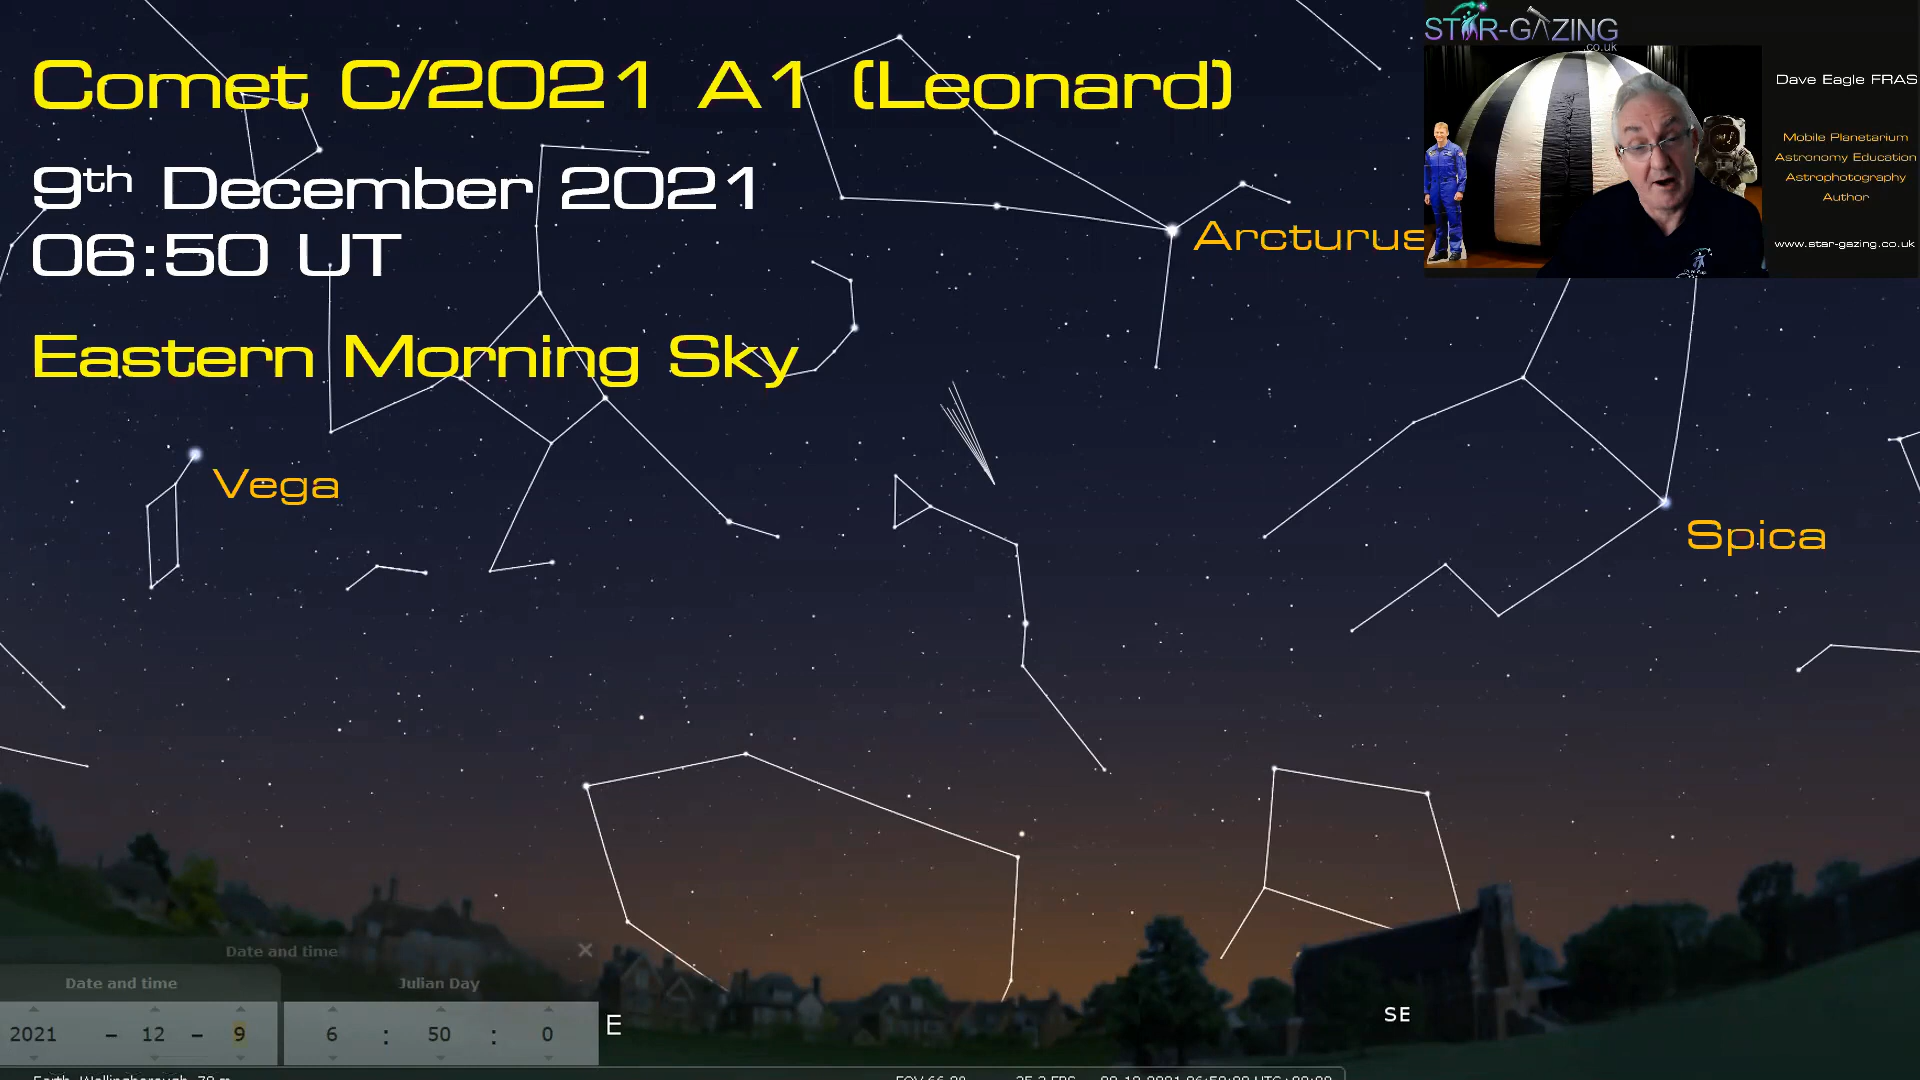 Comet C/2021 A1 (Leonard)
9th December 2021
06:50 UT
Eastern Morning Sky
STAR-GAZING
.co.uk
Dave Eagle FRAS
Mobile Planetarium
Astronomy Education
Astrophotography
Author
www.star-gazing.co.uk
Arcturus
Vega
Spica
Date and time
Date and time
Julian Day
2021 - 12 - 9
6 : 50 : 0
E
SE